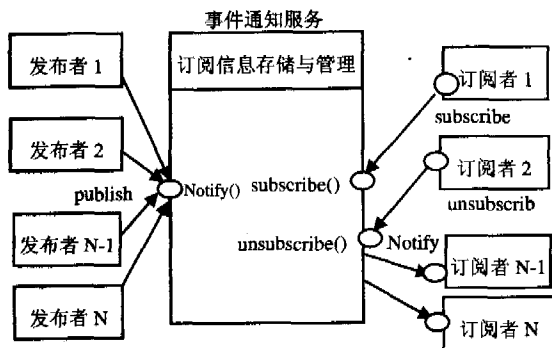 事件通知服务
订阅信息存储与管理
发布者 1
发布者 2
publish
发布者 N-1
发布者 N
Notify()
subscribe()
unsubscribe()
Notify
订阅者 1
subscribe
订阅者 2
unsubscrib
订阅者 N-1
订阅者 N